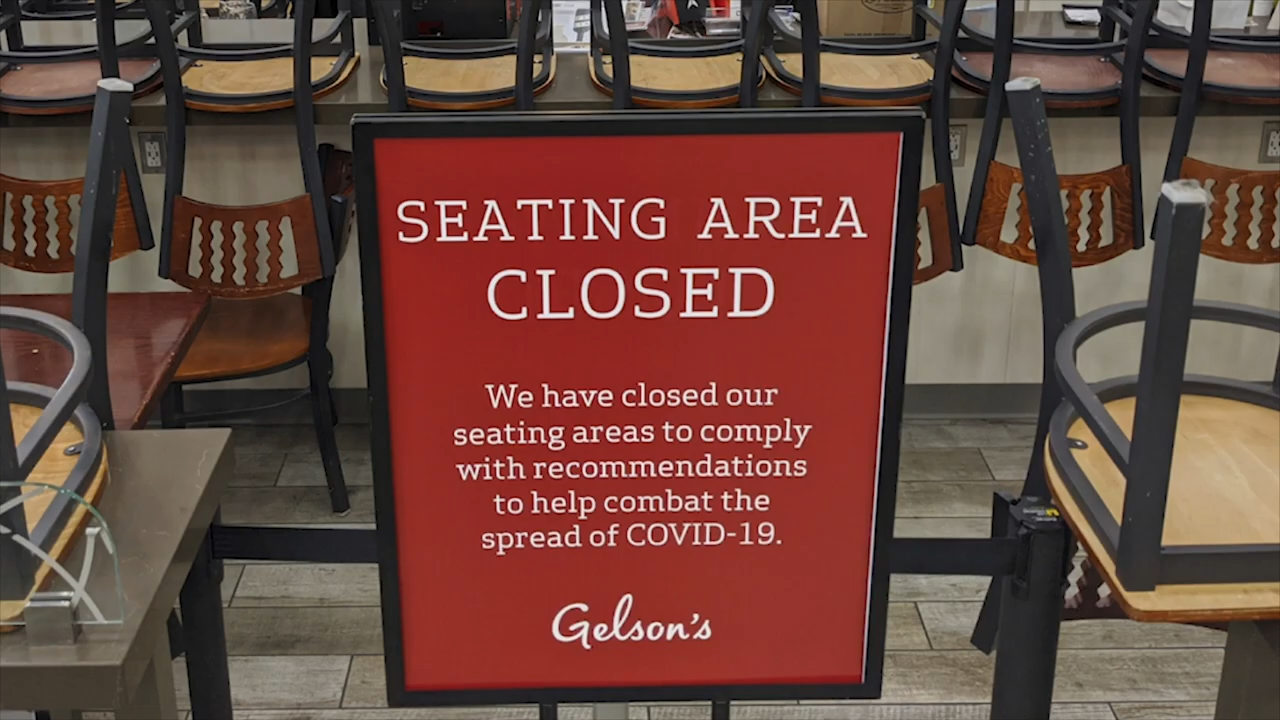 SEATING AREA
CLOSED
We have closed our
seating areas to comply
with recommendations
to help combat the
spread of COVID-19.
Gelson's